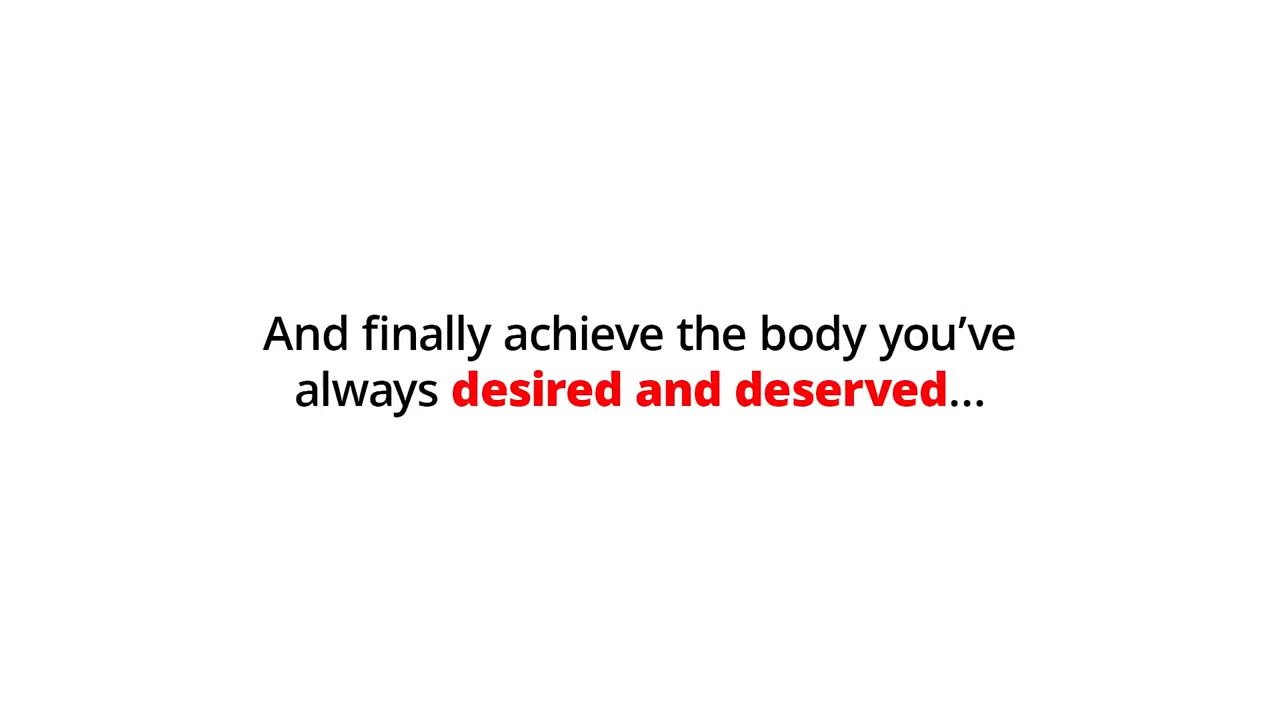 And finally achieve the body you’ve
always desired and deserved...